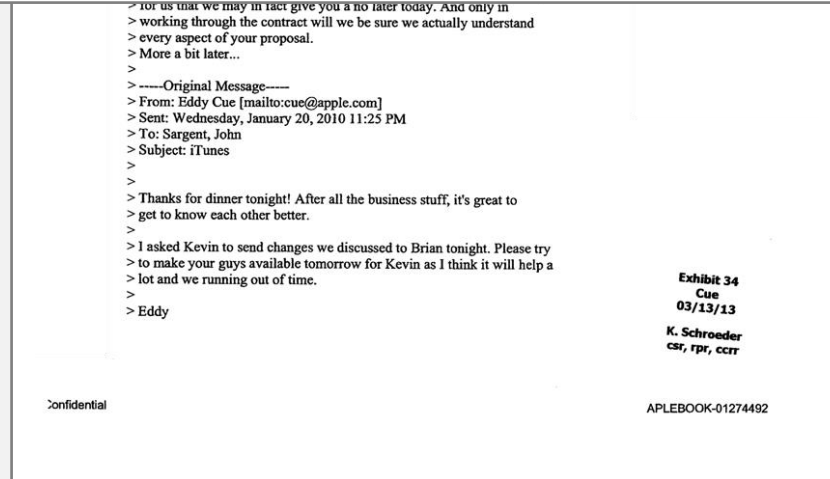 > for us that we may in fact give you a no later today. And only in
> working through the contract will we be sure we actually understand
> every aspect of your proposal.
> More a bit later...
>
> -----Original Message-----
> From: Eddy Cue [mailto:cue@apple.com]
> Sent: Wednesday, January 20, 2010 11:25 PM
> To: Sargent, John
> Subject: iTunes
>
>
> Thanks for dinner tonight! After all the business stuff, it's great to
> get to know each other better.
>
> I asked Kevin to send changes we discussed to Brian tonight. Please try
> to make your guys available tomorrow for Kevin as I think it will help a
> lot and we running out of time.
>
> Eddy
Exhibit 34
Cue
03/13/13
K. Schroeder
csr, rpr, ccrr
Confidential
APLEBOOK-01274492